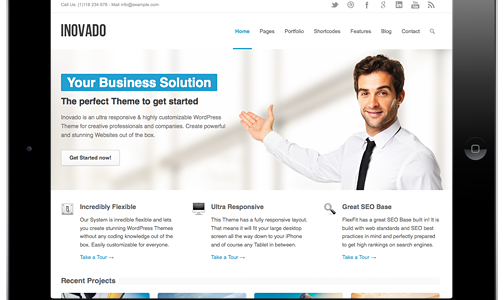 Call Us: (1)118 234 678 - Mail: info@example.com
INOVADO
Home Pages Portfolio Shortcodes Features Blog Contact
Your Business Solution
The perfect Theme to get started
Inovado is an ultra responsive & highly customizable WordPress
Theme for creative professionals and companies. Create powerful
and stunning Websites out of the box.
Get Started now!
Incredibly Flexible
Our System is inredible flexible and lets
you create stunning WordPress Themes
without any coding knowledge out of the
box. Easily customizable for everyone.
Take a Tour →
Ultra Responsive
This Theme has a fully responsive layout.
That means it will fit your large desktop
screen all the way down to your iPhone
and of course any Tablet in between.
Take a Tour →
Great SEO Base
FlexFit has a great SEO Base built in! It is
build with web standards and SEO best
practices in mind and perfectly prepared
to get high rankings on search engines.
Take a Tour →
Recent Projects